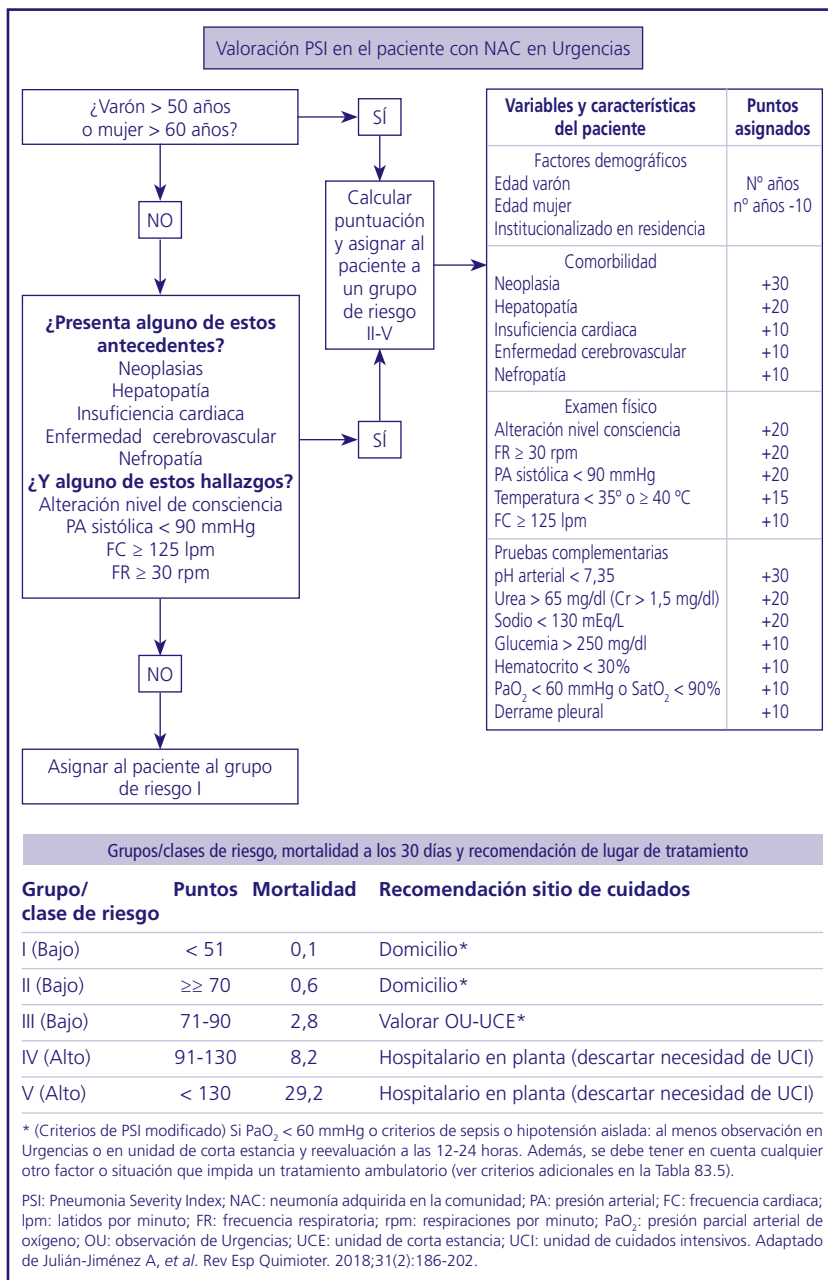 Valoración PSI en el paciente con NAC en Urgencias
¿Varón > 50 años
o mujer > 60 años?
SÍ
NO
Calcular
puntuación
y asignar al
paciente a
un grupo
de riesgo
II-V
¿Presenta alguno de estos
antecedentes?
Neoplasias
Hepatopatía
Insuficiencia cardiaca
Enfermedad cerebrovascular
Nefropatía
¿Y alguno de estos hallazgos?
Alteración nivel de consciencia
PA sistólica < 90 mmHg
FC ≥ 125 lpm
FR ≥ 30 rpm
SÍ
NO
Asignar al paciente al grupo
de riesgo I
Variables y características Puntos
del paciente asignados
Factores demográficos
Edad varón Nº años
Edad mujer nº años -10
Institucionalizado en residencia
Comorbilidad
Neoplasia +30
Hepatopatía +20
Insuficiencia cardiaca +10
Enfermedad cerebrovascular +10
Nefropatía +10
Examen físico
Alteración nivel consciencia +20
FR ≥ 30 rpm +20
PA sistólica < 90 mmHg +20
Temperatura < 35º o ≥ 40 ºC +15
FC ≥ 125 lpm +10
Pruebas complementarias
pH arterial < 7,35 +30
Urea > 65 mg/dl (Cr > 1,5 mg/dl) +20
Sodio < 130 mEq/L +20
Glucemia > 250 mg/dl +10
Hematocrito < 30% +10
PaO₂ < 60 mmHg o SatO₂ < 90% +10
Derrame pleural +10
Grupos/clases de riesgo, mortalidad a los 30 días y recomendación de lugar de tratamiento
Grupo/ Puntos Mortalidad Recomendación sitio de cuidados
clase de riesgo
I (Bajo) < 51 0,1 Domicilio*
II (Bajo) ≥≥ 70 0,6 Domicilio*
III (Bajo) 71-90 2,8 Valorar OU-UCE*
IV (Alto) 91-130 8,2 Hospitalario en planta (descartar necesidad de UCI)
V (Alto) < 130 29,2 Hospitalario en planta (descartar necesidad de UCI)
* (Criterios de PSI modificado) Si PaO₂ < 60 mmHg o criterios de sepsis o hipotensión aislada: al menos observación en
Urgencias o en unidad de corta estancia y reevaluación a las 12-24 horas. Además, se debe tener en cuenta cualquier
otro factor o situación que impida un tratamiento ambulatorio (ver criterios adicionales en la Tabla 83.5).
PSI: Pneumonia Severity Index; NAC: neumonía adquirida en la comunidad; PA: presión arterial; FC: frecuencia cardiaca;
lpm: latidos por minuto; FR: frecuencia respiratoria; rpm: respiraciones por minuto; PaO₂: presión parcial arterial de
oxígeno; OU: observación de Urgencias; UCE: unidad de corta estancia; UCI: unidad de cuidados intensivos. Adaptado
de Julián-Jiménez A, et al. Rev Esp Quimioter. 2018;31(2):186-202.